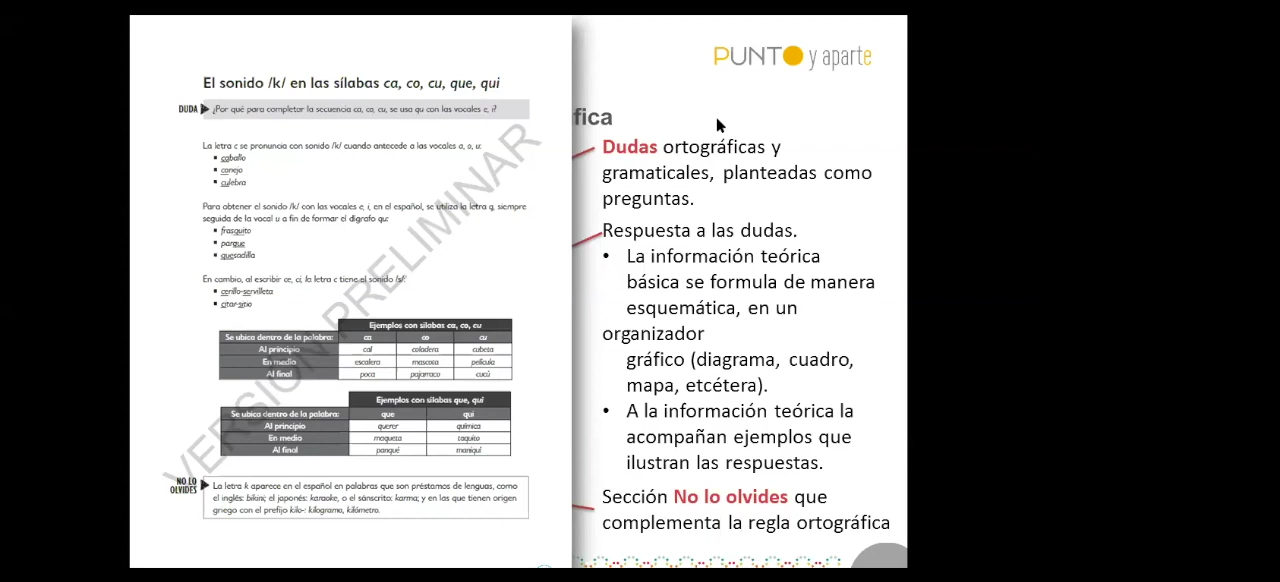 El sonido /k/ en las sílabas ca, co, cu, que, qui
DUDA
¿Por qué para completar la secuencia ca, co, cu, se usa qu con las vocales e, i?
La letra c se pronuncia con sonido /k/ cuando antecede a las vocales a, o, u:
▪ caballo
▪ conejo
▪ culebra
Para obtener el sonido /k/ con las vocales e, i, en el español, se utiliza la letra q, siempre
seguida de la vocal u a fin de formar el dígrafo qu:
▪ frasquito
▪ parque
▪ quesadilla
En cambio, al escribir ce, ci, la letra c tiene el sonido /s/:
▪ cerillo-servilleta
▪ citar-sitio
Ejemplos con sílabas ca, co, cu
Se ubica dentro de la palabra: ca co cu
Al principio cal coladera cubeta
En medio escalera mascota película
Al final poca pajarraco cucú
Ejemplos con sílabas que, qui
Se ubica dentro de la palabra: que qui
Al principio querer química
En medio maqueta taquito
Al final panqué maniquí
NO LO
OLVIDES
La letra k aparece en el español en palabras que son préstamos de lenguas, como
el inglés: bikini; el japonés: karaoke, o el sánscrito: karma; y en las que tienen origen
griego con el prefijo kilo-: kilogramo, kilómetro.
VERSIÓN PRELIMINAR
PUNTO y aparte
fica
Dudas ortográficas y
gramaticales, planteadas como
preguntas.
Respuesta a las dudas.
• La información teórica
básica se formula de manera
esquemática, en un
organizador
gráfico (diagrama, cuadro,
mapa, etcétera).
• A la información teórica la
acompañan ejemplos que
ilustran las respuestas.
Sección No lo olvides que
complementa la regla ortográfica